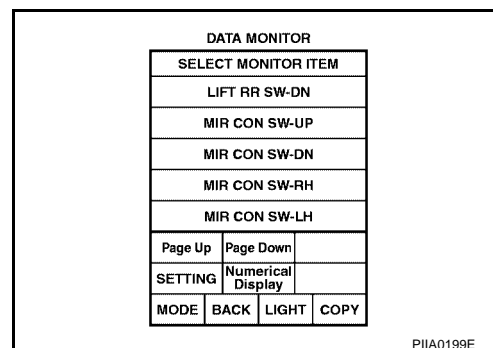 DATA MONITOR
SELECT MONITOR ITEM
LIFT RR SW-DN
MIR CON SW-UP
MIR CON SW-DN
MIR CON SW-RH
MIR CON SW-LH
Page Up Page Down
SETTING Numerical Display
MODE BACK LIGHT COPY
PIIA0199E